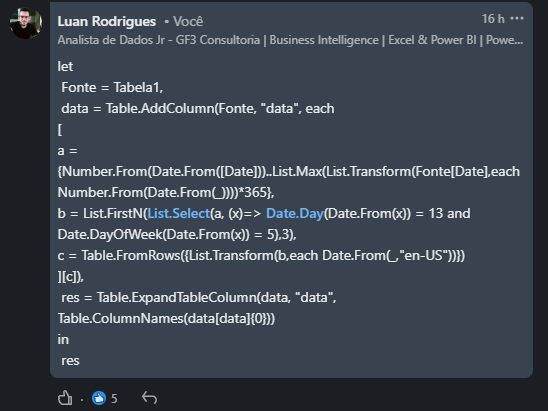 Luan Rodrigues • Você 16 h •••
Analista de Dados Jr - GF3 Consultoria | Business Intelligence | Excel & Power BI | Powe...
let
Fonte = Tabela1,
data = Table.AddColumn(Fonte, "data", each
[
a =
{Number.From(Date.From([Date]))..List.Max(List.Transform(Fonte[Date],each
Number.From(Date.From(_))))*365},
b = List.FirstN(List.Select(a, (x)=> Date.Day(Date.From(x)) = 13 and
Date.DayOfWeek(Date.From(x)) = 5),3),
c = Table.FromRows({List.Transform(b,each Date.From(_,"en-US"))})
][c]),
res = Table.ExpandTableColumn(data, "data",
Table.ColumnNames(data[data]{0}))
in
res
5